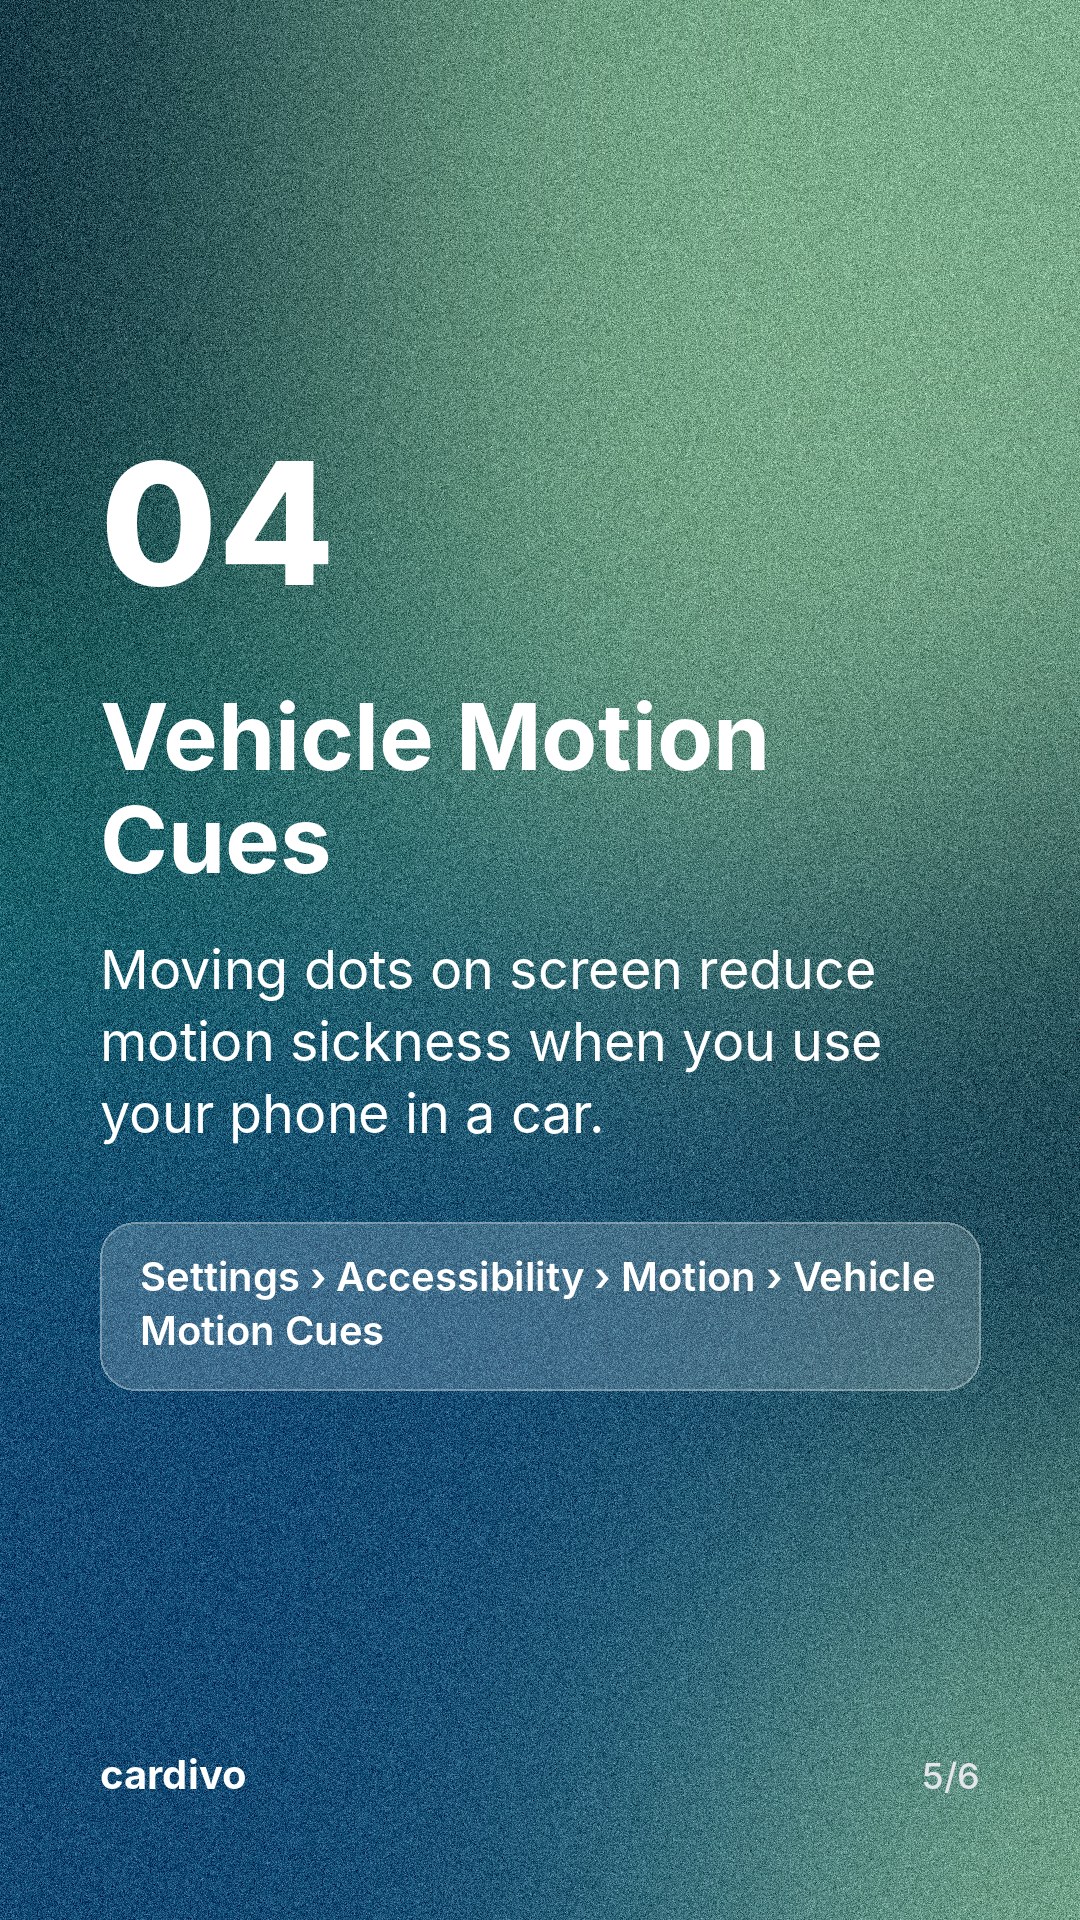 04
Vehicle Motion
Cues
Moving dots on screen reduce
motion sickness when you use
your phone in a car.
Settings › Accessibility › Motion › Vehicle
Motion Cues
cardivo
5/6